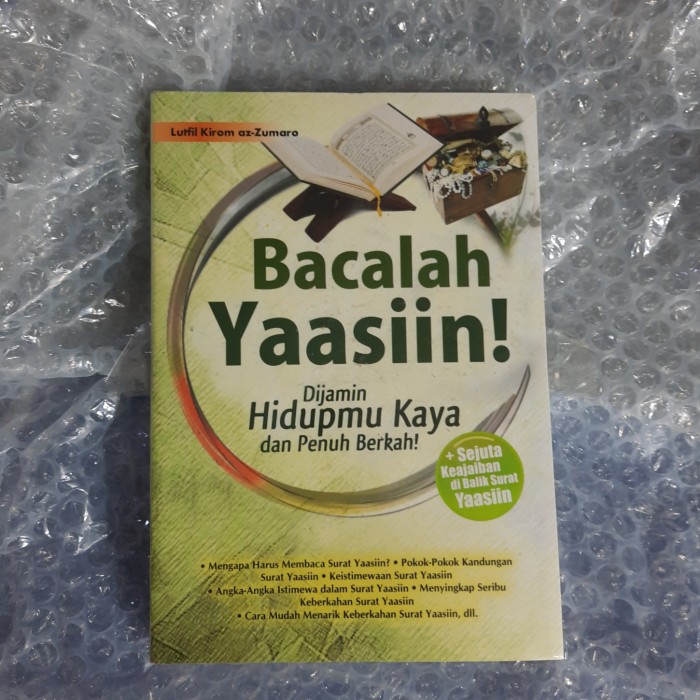 Lutfil Kirom az-Zumaro
Bacalah
Yaasiin!
Dijamin
Hidupmu Kaya
dan Penuh Berkah!
+ Sejuta
Keajaiban
di Balik Surat
Yaasiin
• Mengapa Harus Membaca Surat Yaasiin? • Pokok-Pokok Kandungan
Surat Yaasiin • Keistimewaan Surat Yaasiin
• Angka-Angka Istimewa dalam Surat Yaasiin • Menyingkap Seribu
Keberkahan Surat Yaasiin
• Cara Mudah Menarik Keberkahan Surat Yaasiin, dll.